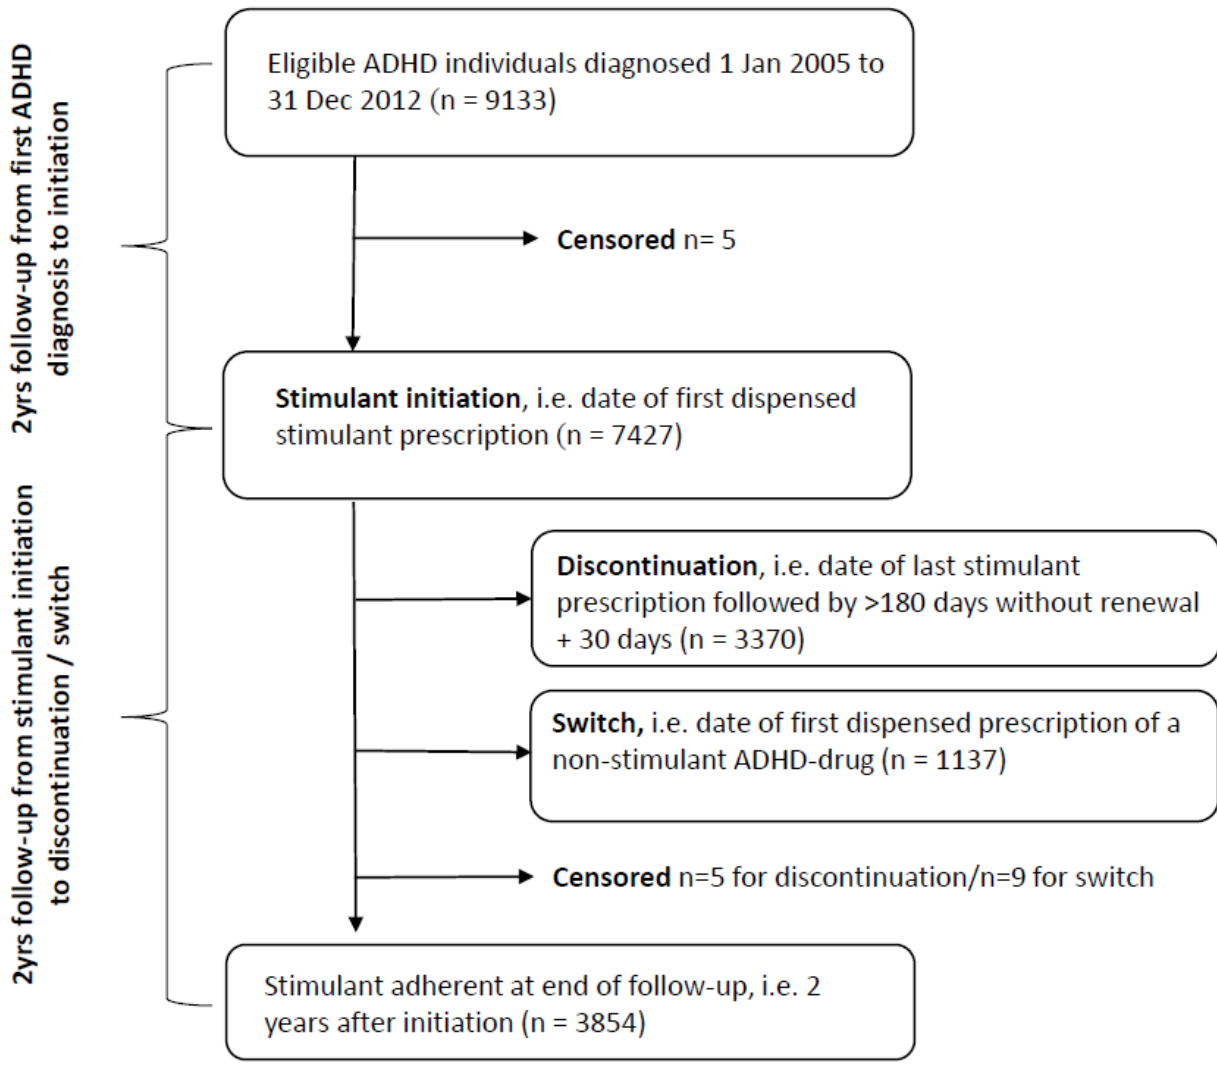 2yrs follow-up from first ADHD
diagnosis to initiation
Eligible ADHD individuals diagnosed 1 Jan 2005 to
31 Dec 2012 (n = 9133)
Censored n= 5
Stimulant initiation, i.e. date of first dispensed
stimulant prescription (n = 7427)
2yrs follow-up from stimulant initiation
to discontinuation / switch
Discontinuation, i.e. date of last stimulant
prescription followed by >180 days without renewal
+ 30 days (n = 3370)
Switch, i.e. date of first dispensed prescription of a
non-stimulant ADHD-drug (n = 1137)
Censored n=5 for discontinuation/n=9 for switch
Stimulant adherent at end of follow-up, i.e. 2
years after initiation (n = 3854)